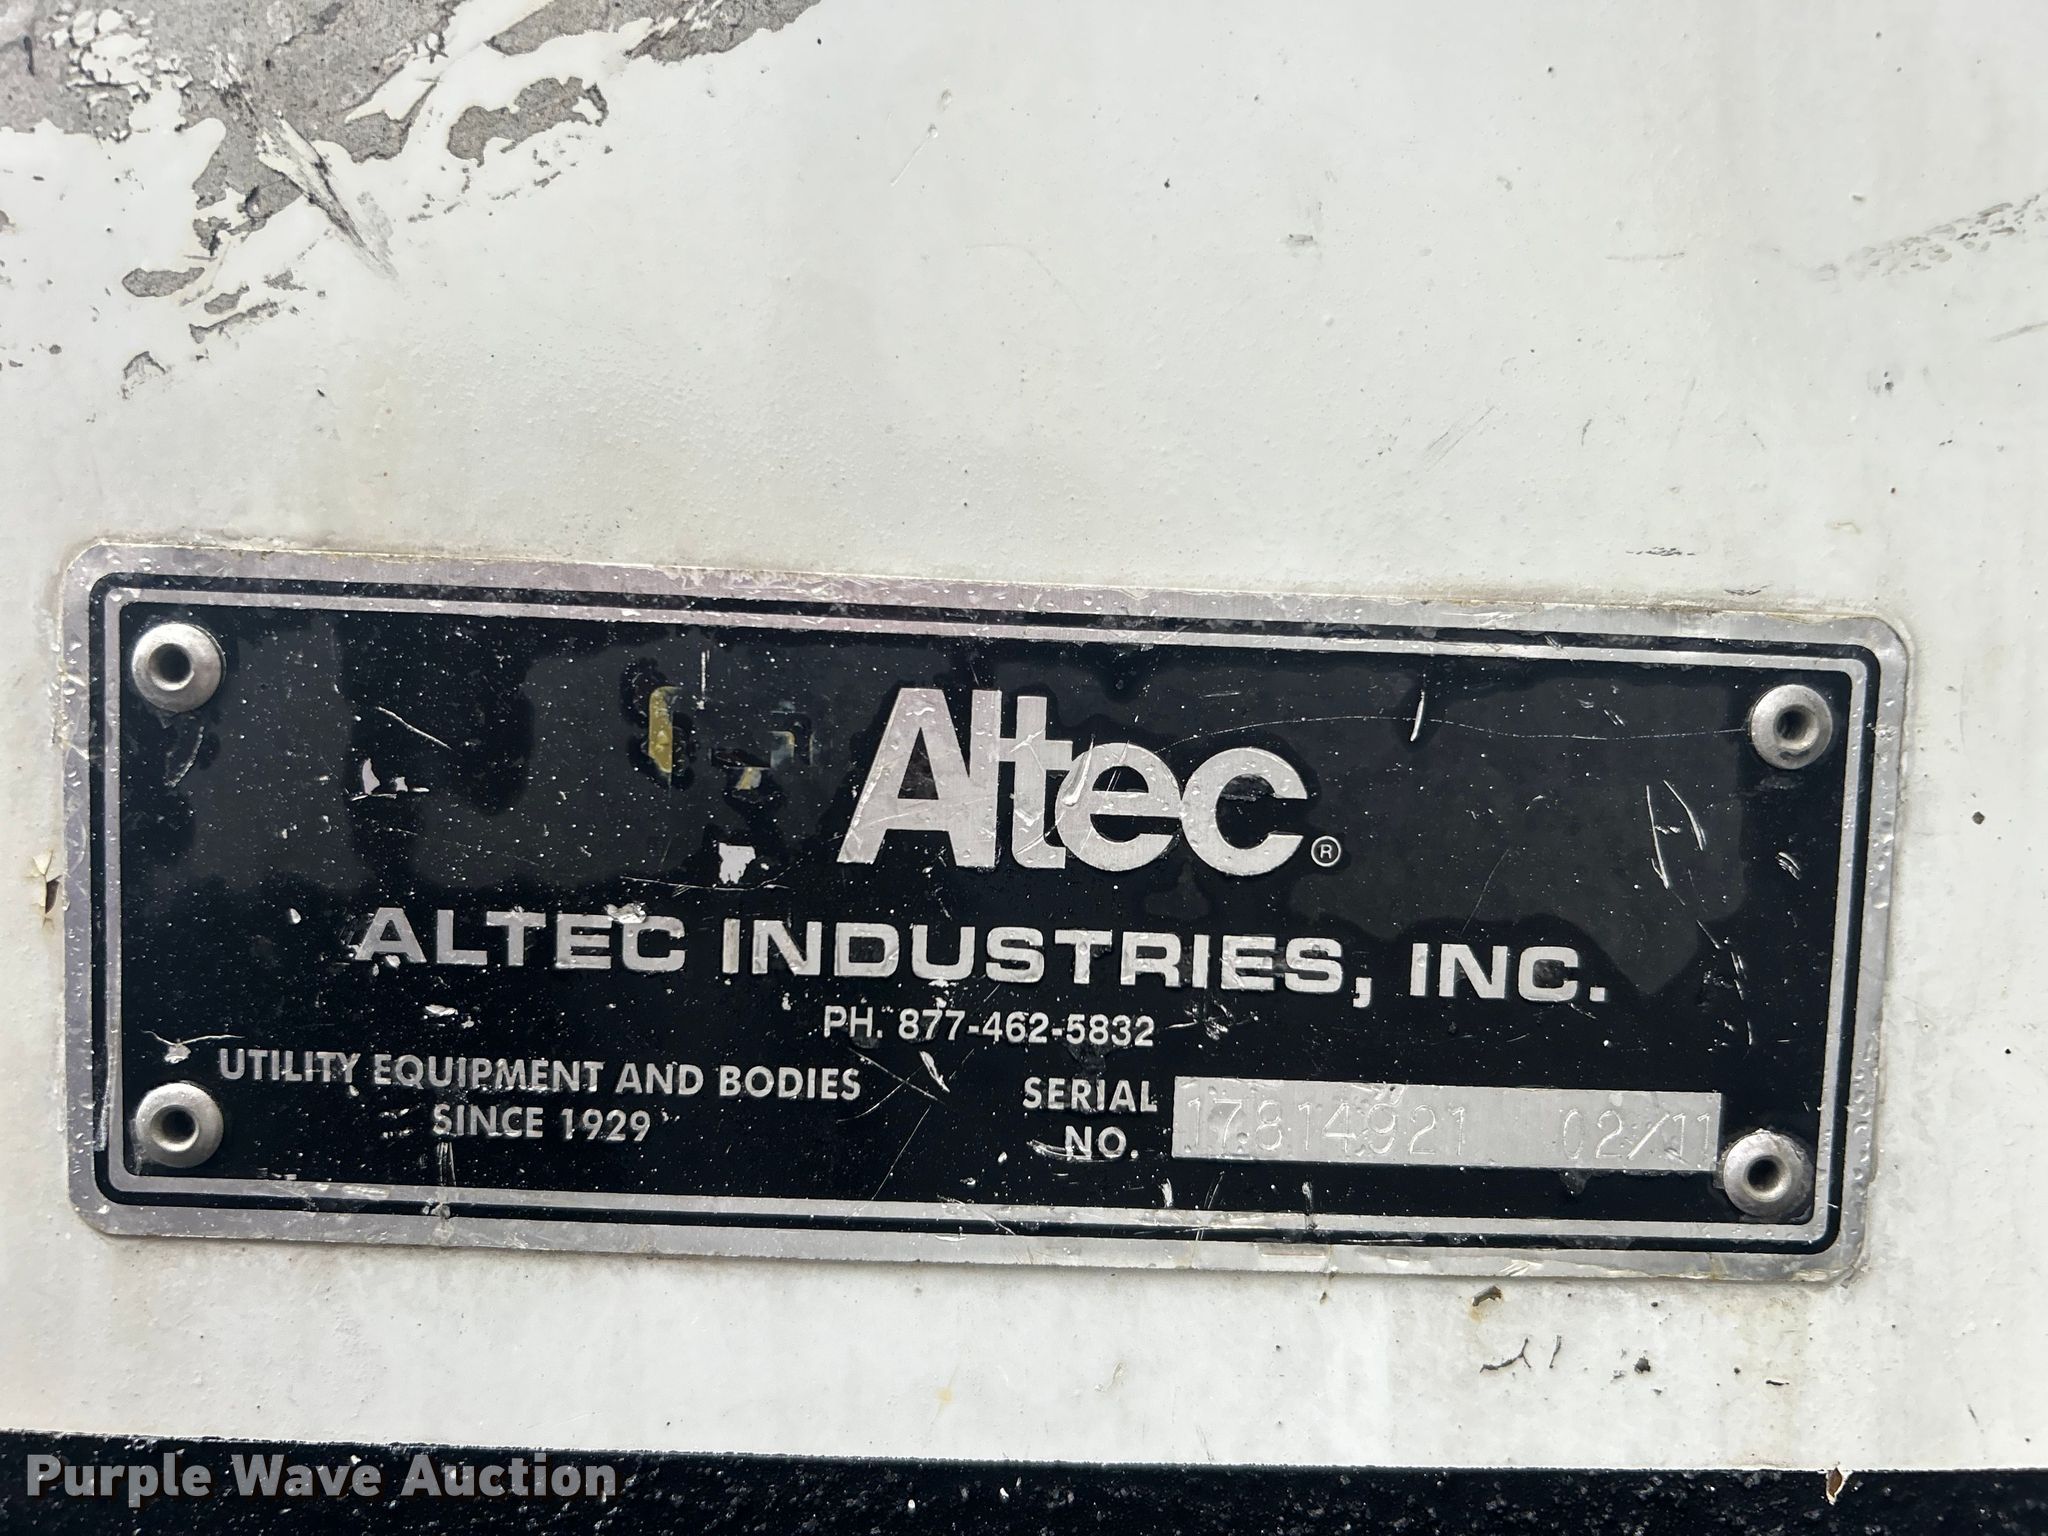 Altec®
ALTEC INDUSTRIES, INC.
PH. 877-462-5832
UTILITY EQUIPMENT AND BODIES
SINCE 1929
SERIAL NO. 17814921 02/11
Purple Wave Auction